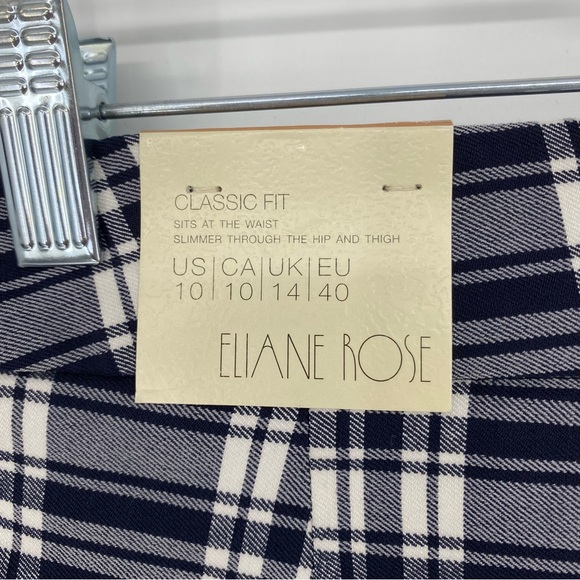 CLASSIC FIT
SITS AT THE WAIST
SLIMMER THROUGH THE HIP AND THIGH
US|CA|UK|EU
10|10|14|40
ELIANE ROSE